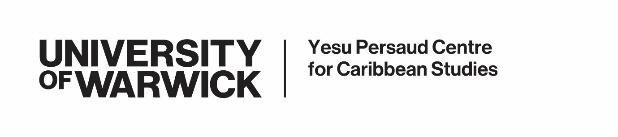 UNIVERSITY
OF WARWICK
Yesu Persaud Centre
for Caribbean Studies